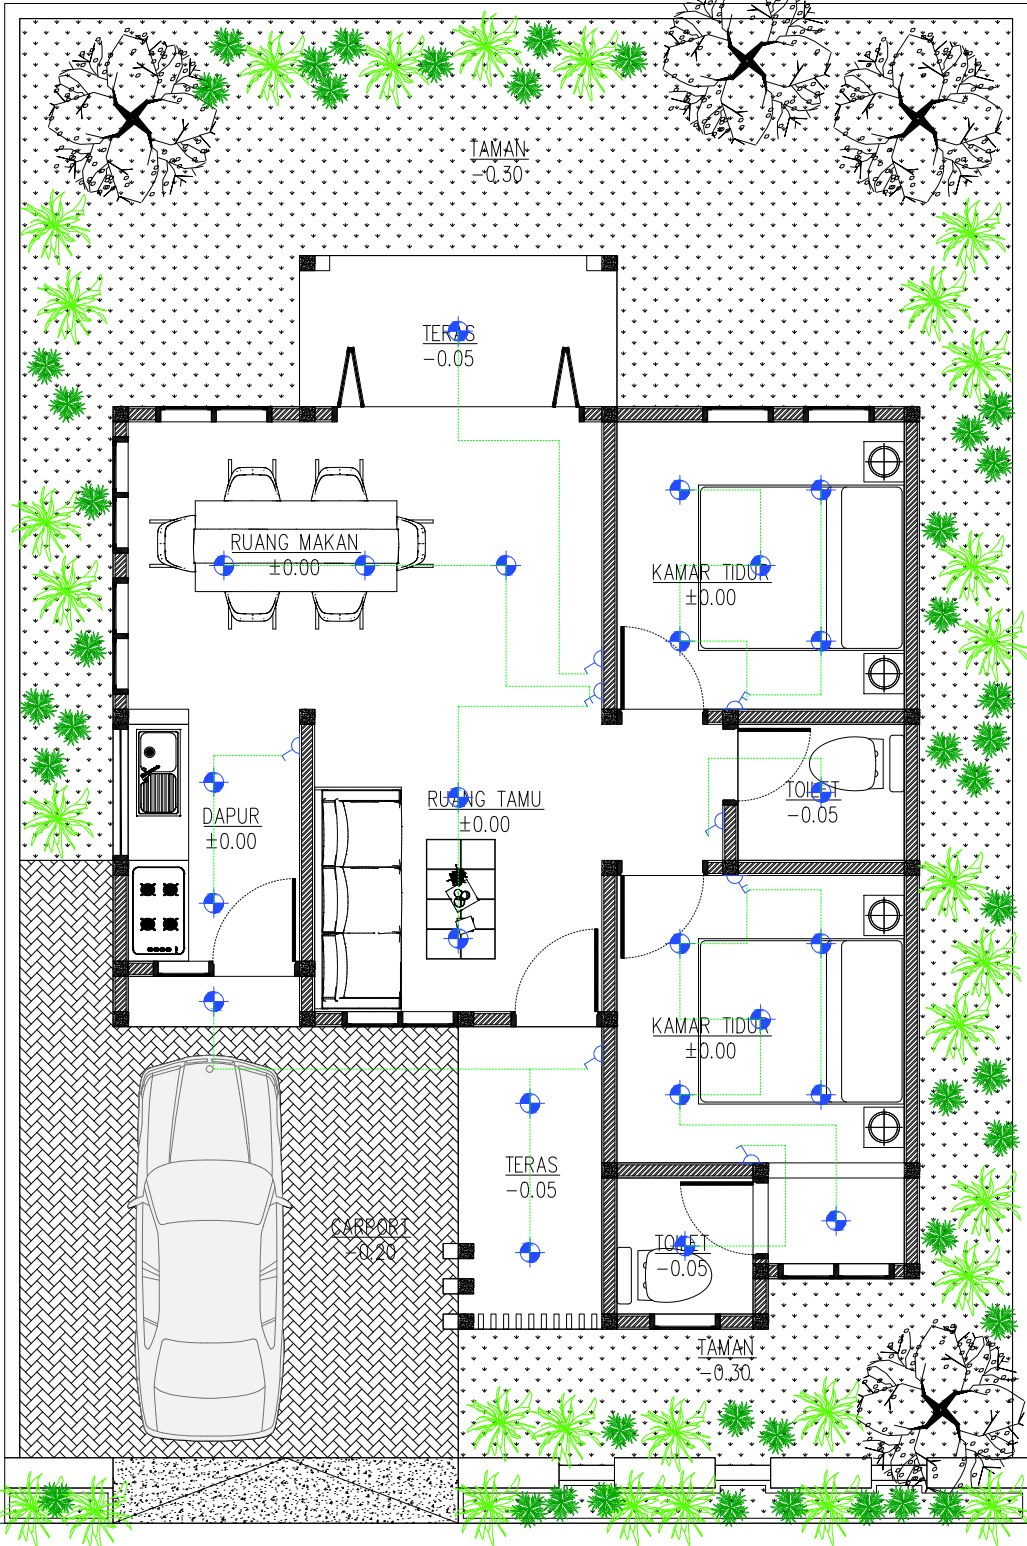 TAMAN
-0.30
TERAS
-0.05
RUANG MAKAN
±0.00
KAMAR TIDUR
±0.00
RUANG TAMU
±0.00
TOILET
-0.05
DAPUR
±0.00
KAMAR TIDUR
±0.00
TERAS
-0.05
CARPORT
-0.20
TOILET
-0.05
TAMAN
-0.30